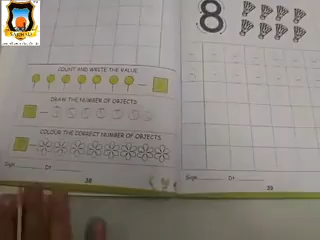 COUNT AND WRITE THE VALUE
DRAW THE NUMBER OF OBJECTS
COLOUR THE CORRECT NUMBER OF OBJECTS
Sign. Dt
38
8
Sign. Dt
39